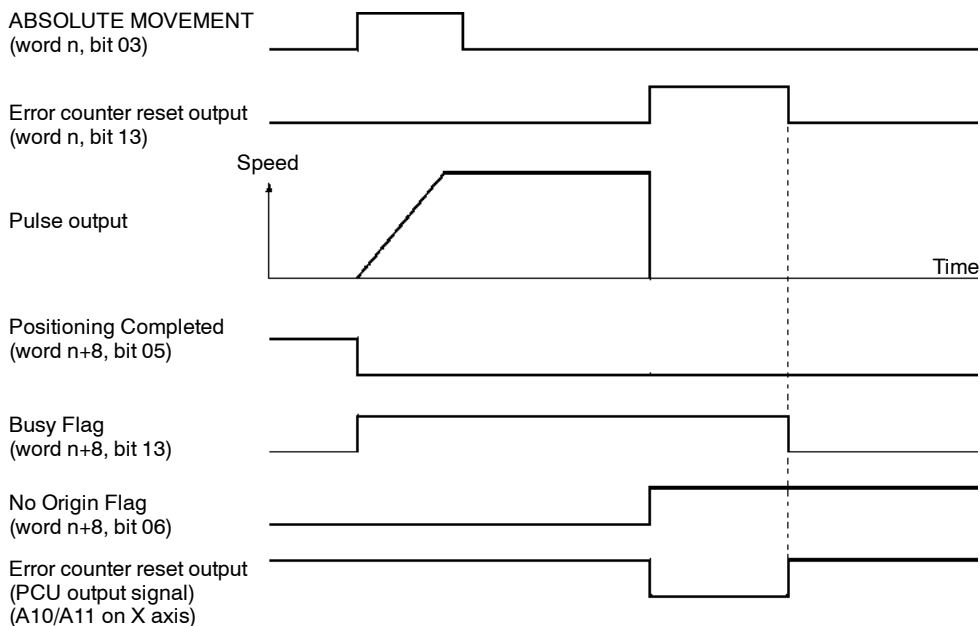 ABSOLUTE MOVEMENT
(word n, bit 03)
Error counter reset output
(word n, bit 13)
Speed
Pulse output
Time
Positioning Completed
(word n+8, bit 05)
Busy Flag
(word n+8, bit 13)
No Origin Flag
(word n+8, bit 06)
Error counter reset output
(PCU output signal)
(A10/A11 on X axis)